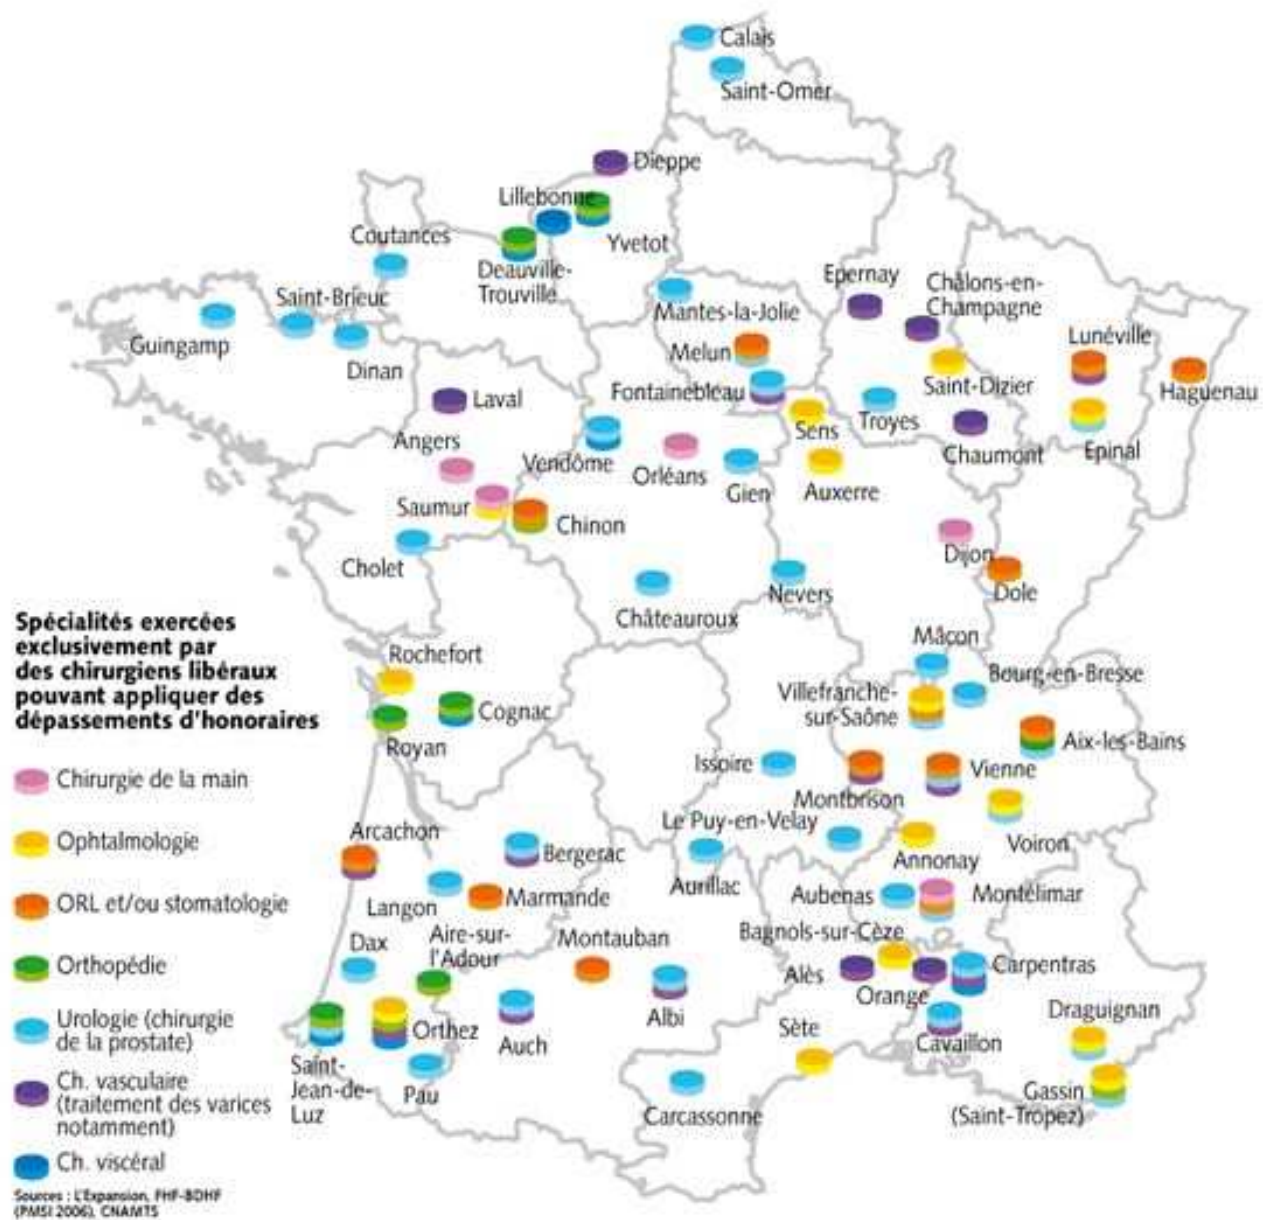 Calais
Saint-Omer
Dieppe
Lillebonne
Yvetot
Coutances
Deauville-
Trouville
Epernay
Châlons-en-
Champagne
Saint-Brieuc
Mantes-la-Jolie
Guingamp
Dinan
Melun
Lunéville
Fontainebleau
Saint-Dizier
Haguenau
Laval
Sens
Troyes
Angers
Vendôme
Orléans
Chaumont
Epinal
Gien
Auxerre
Saumur
Chinon
Cholet
Dijon
Châteauroux
Nevers
Dole
Spécialités exercées
exclusivement par
des chirurgiens libéraux
pouvant appliquer des
dépassements d'honoraires
Mâcon
Rochefort
Bourg-en-Bresse
Villefranche-
sur-Saône
Cognac
Royan
Aix-les-Bains
Issoire
Vienne
Chirurgie de la main
Montbrison
Le Puy-en-Velay
Arcachon
Voiron
Ophtalmologie
Bergerac
Annonay
Aurillac
Aubenas
Montélimar
ORL et/ou stomatologie
Langon
Marmande
Dax
Aire-sur-
l'Adour
Montauban
Bagnols-sur-Cèze
Orthopédie
Alès
Carpentras
Orange
Urologie (chirurgie
de la prostate)
Orthez
Auch
Albi
Sète
Cavaillon
Draguignan
Saint-
Jean-de-
Luz
Pau
Ch. vasculaire
(traitement des varices
notamment)
Carcassonne
Gassin
(Saint-Tropez)
Ch. viscéral
Sources : L'Expansion, FHF-BDHF
(PMSI 2006), CNAMTS